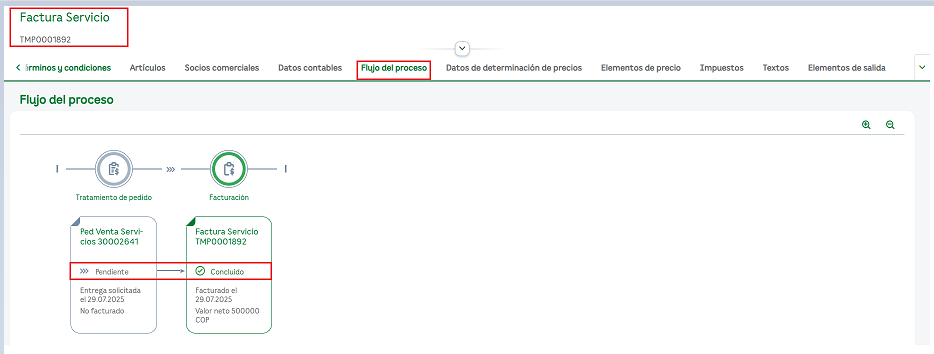 Factura Servicio
TMP0001892
érminos y condiciones Artículos Socios comerciales Datos contables Flujo del proceso Datos de determinación de precios Elementos de precio Impuestos Textos Elementos de salida
Flujo del proceso
Tratamiento de pedido Facturación
Ped Venta Servi-
cios 30002641
Pendiente
Entrega solicitada
el 29.07.2025
No facturado
Factura Servicio
TMP0001892
Concluido
Facturado el
29.07.2025
Valor neto 500000
COP